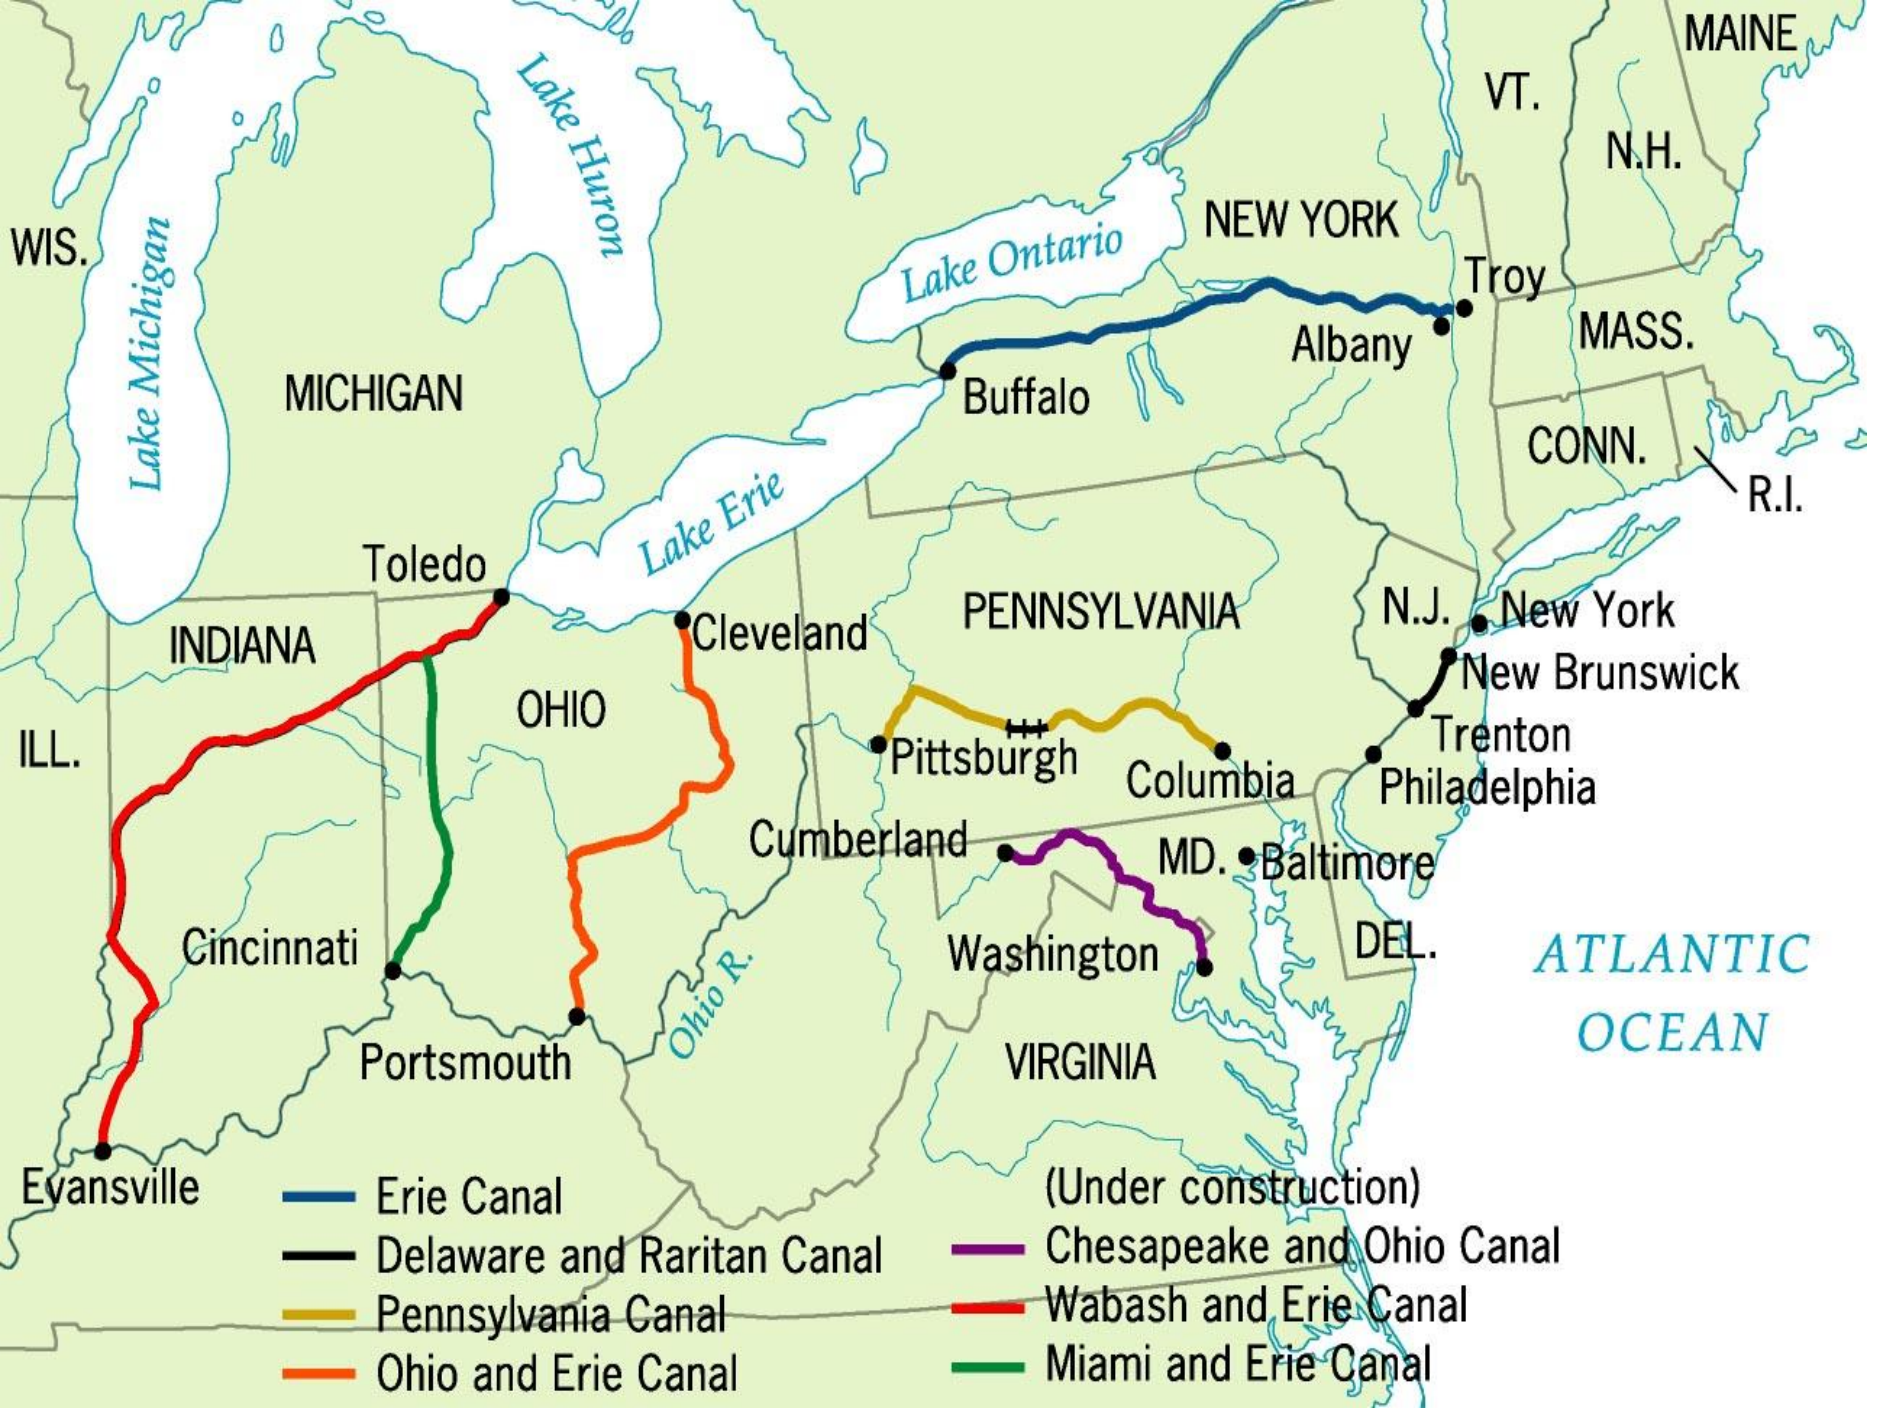 MAINE
VT.
N.H.
Lake Huron
WIS.
Lake Michigan
NEW YORK
Lake Ontario
Troy
Albany
MASS.
MICHIGAN
Buffalo
CONN.
R.I.
Lake Erie
Toledo
INDIANA
Cleveland
PENNSYLVANIA
N.J.
New York
New Brunswick
OHIO
ILL.
Pittsburgh
Columbia
Trenton
Philadelphia
Cumberland
MD.
Baltimore
Cincinnati
Washington
DEL.
ATLANTIC
OCEAN
Ohio R.
Portsmouth
VIRGINIA
Evansville
Erie Canal
Delaware and Raritan Canal
Pennsylvania Canal
Ohio and Erie Canal
(Under construction)
Chesapeake and Ohio Canal
Wabash and Erie Canal
Miami and Erie Canal